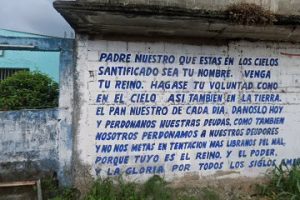 PADRE NUESTRO QUE ESTAS EN LOS CIELOS
SANTIFICADO SEA TU NOMBRE. VENGA
TU REINO. HAGASE TU VOLUNTAD COMO
EN EL CIELO ASI TAMBIEN EN LA TIERRA.
EL PAN NUESTRO DE CADA DIA, DANOSLO HOY
Y PERDONANOS NUESTRAS DEUDAS, COMO TAMBIEN
NOSOTROS PERDONAMOS A NUESTROS DEUDORES
Y NO NOS METAS EN TENTACION MAS LIBRANOS DEL MAL,
PORQUE TUYO ES EL REINO. Y EL PODER.
Y LA GLORIA POR TODOS LOS SIGLOS AMEN